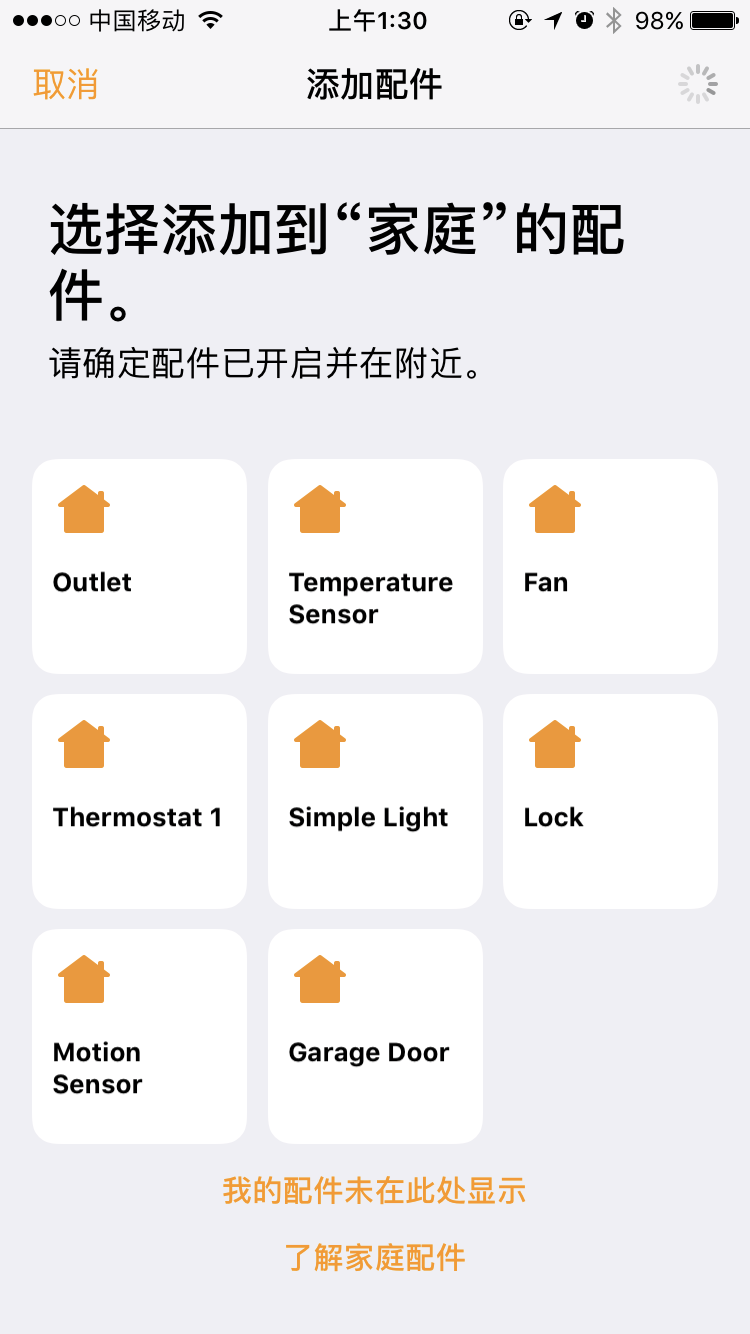 中国移动 上午1:30 98%
取消 添加配件
选择添加到“家庭”的配
件。
请确定配件已开启并在附近。
Outlet Temperature Fan
Sensor
Thermostat 1 Simple Light Lock
Motion Garage Door
Sensor
我的配件未在此处显示
了解家庭配件